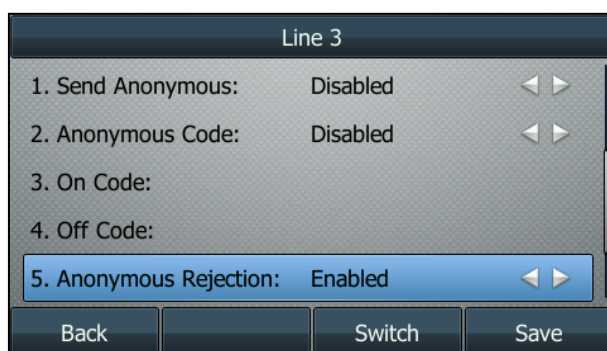 Line 3
1. Send Anonymous: Disabled
2. Anonymous Code: Disabled
3. On Code:
4. Off Code:
5. Anonymous Rejection: Enabled
Back Switch Save